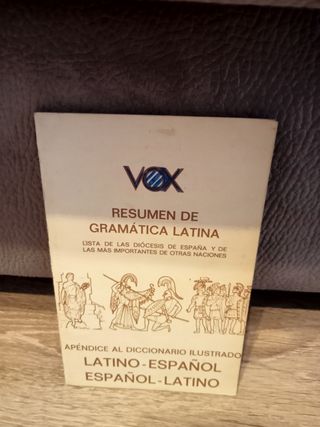 VOX
RESUMEN DE
GRAMÁTICA LATINA
LISTA DE LAS DIÓCESIS DE ESPAÑA Y DE
LAS MÁS IMPORTANTES DE OTRAS NACIONES
APÉNDICE AL DICCIONARIO ILUSTRADO
LATINO-ESPAÑOL
ESPAÑOL-LATINO